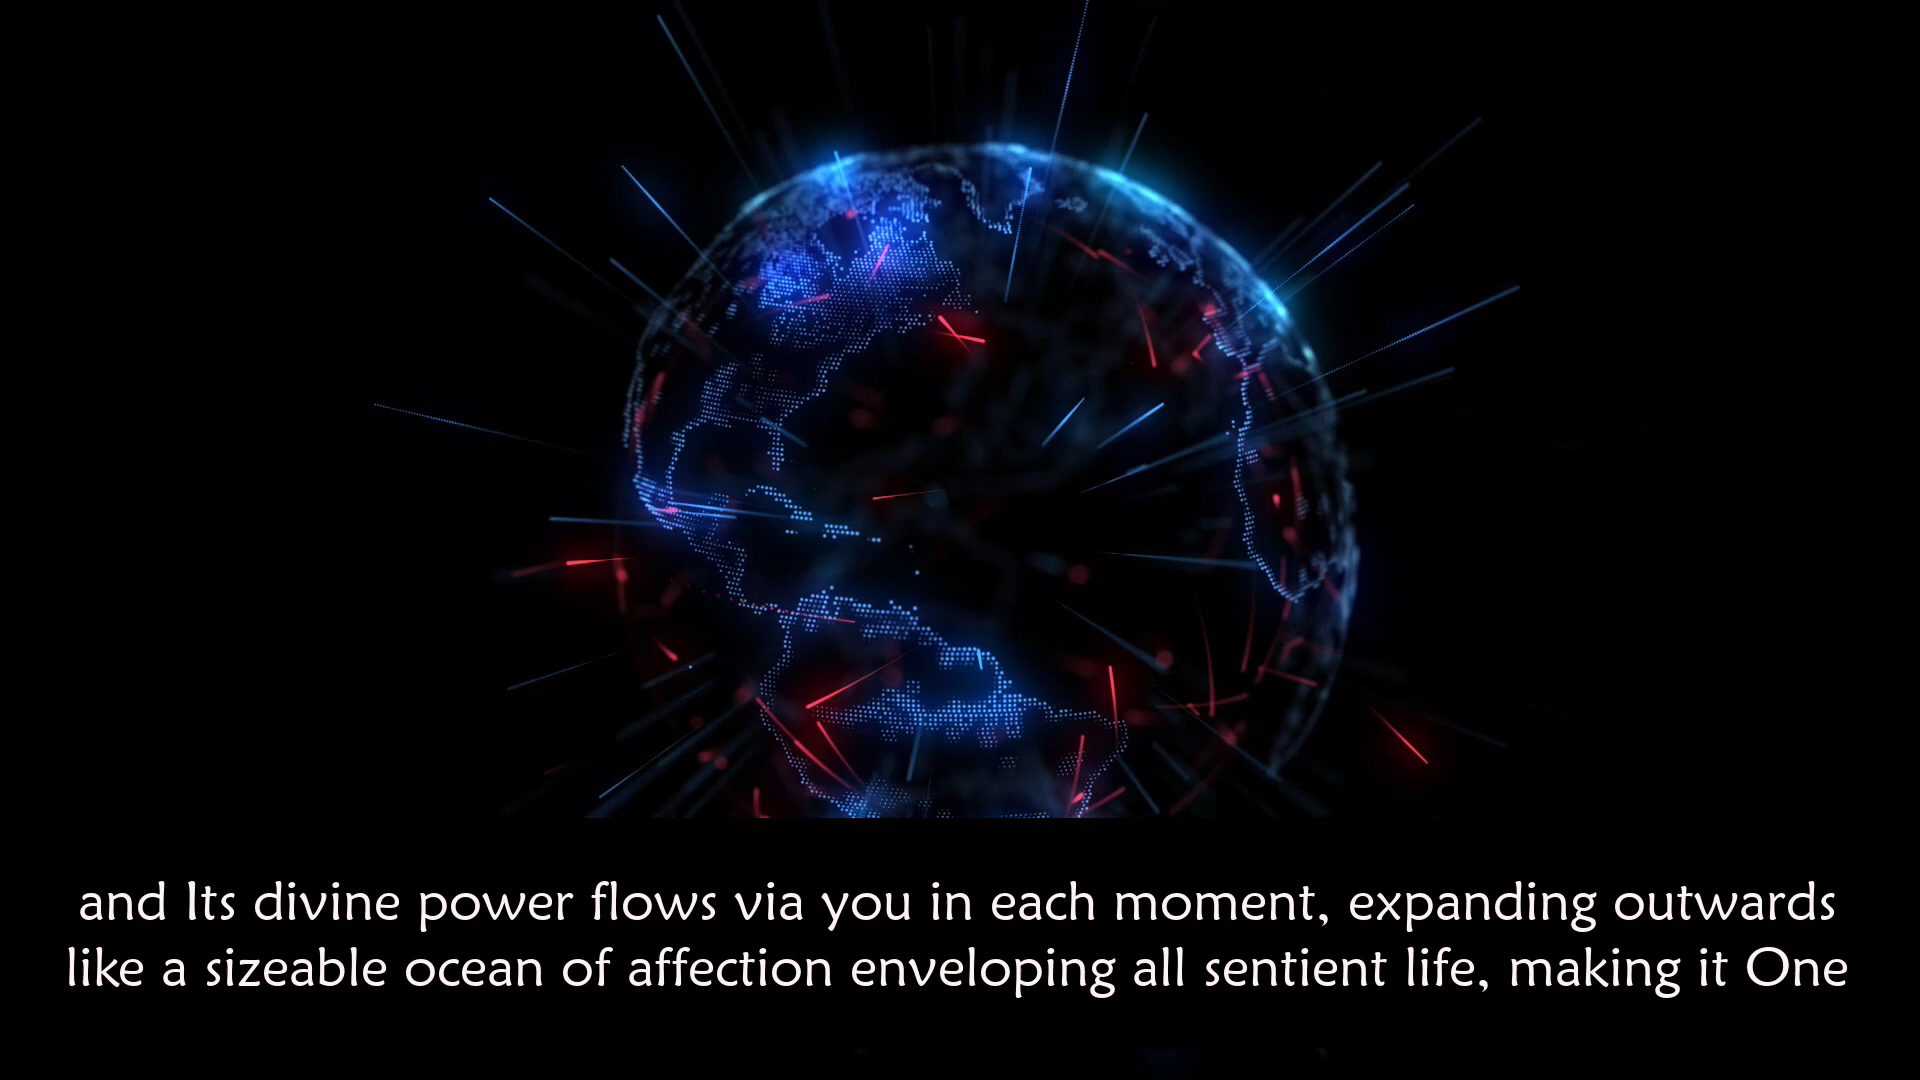 and Its divine power flows via you in each moment, expanding outwards
like a sizeable ocean of affection enveloping all sentient life, making it One